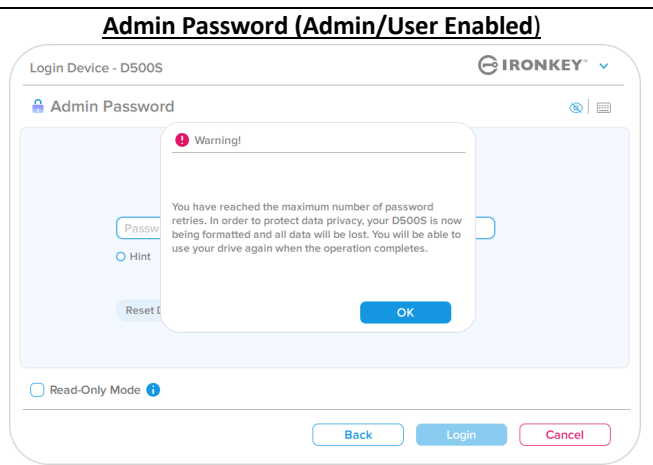 Admin Password (Admin/User Enabled)
Login Device - D500S
IRONKEY
Admin Password
Warning!
You have reached the maximum number of password
retries. In order to protect data privacy, your D500S is now
being formatted and all data will be lost. You will be able to
use your drive again when the operation completes.
Passw
Hint
Reset D
OK
Read-Only Mode
Back Login Cancel